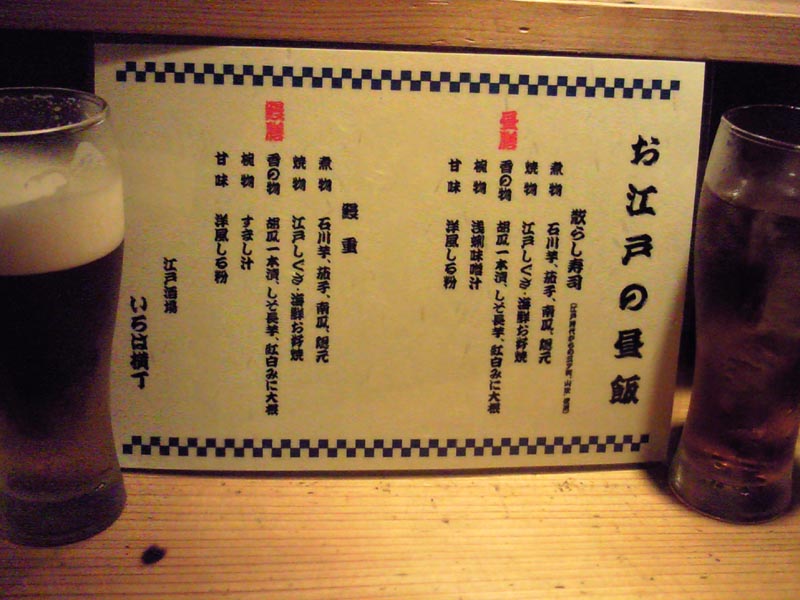 お江戸の昼飯
昼膳
散らし寿司
煮物 石川芋、茄子、南瓜、隠元
焼物 江戸しぐさ・海鮮お好焼
香の物 胡瓜一本漬、しそ長芋、紅白みに大根
椀物 浅蜊味噌汁
甘味 洋風しる粉
鰻膳
鰻重
煮物 石川芋、茄子、南瓜、隠元
焼物 江戸しぐさ・海鮮お好焼
香の物 胡瓜一本漬、しそ長芋、紅白みに大根
椀物 すまし汁
甘味 洋風しる粉
江戸酒場
いろは横丁